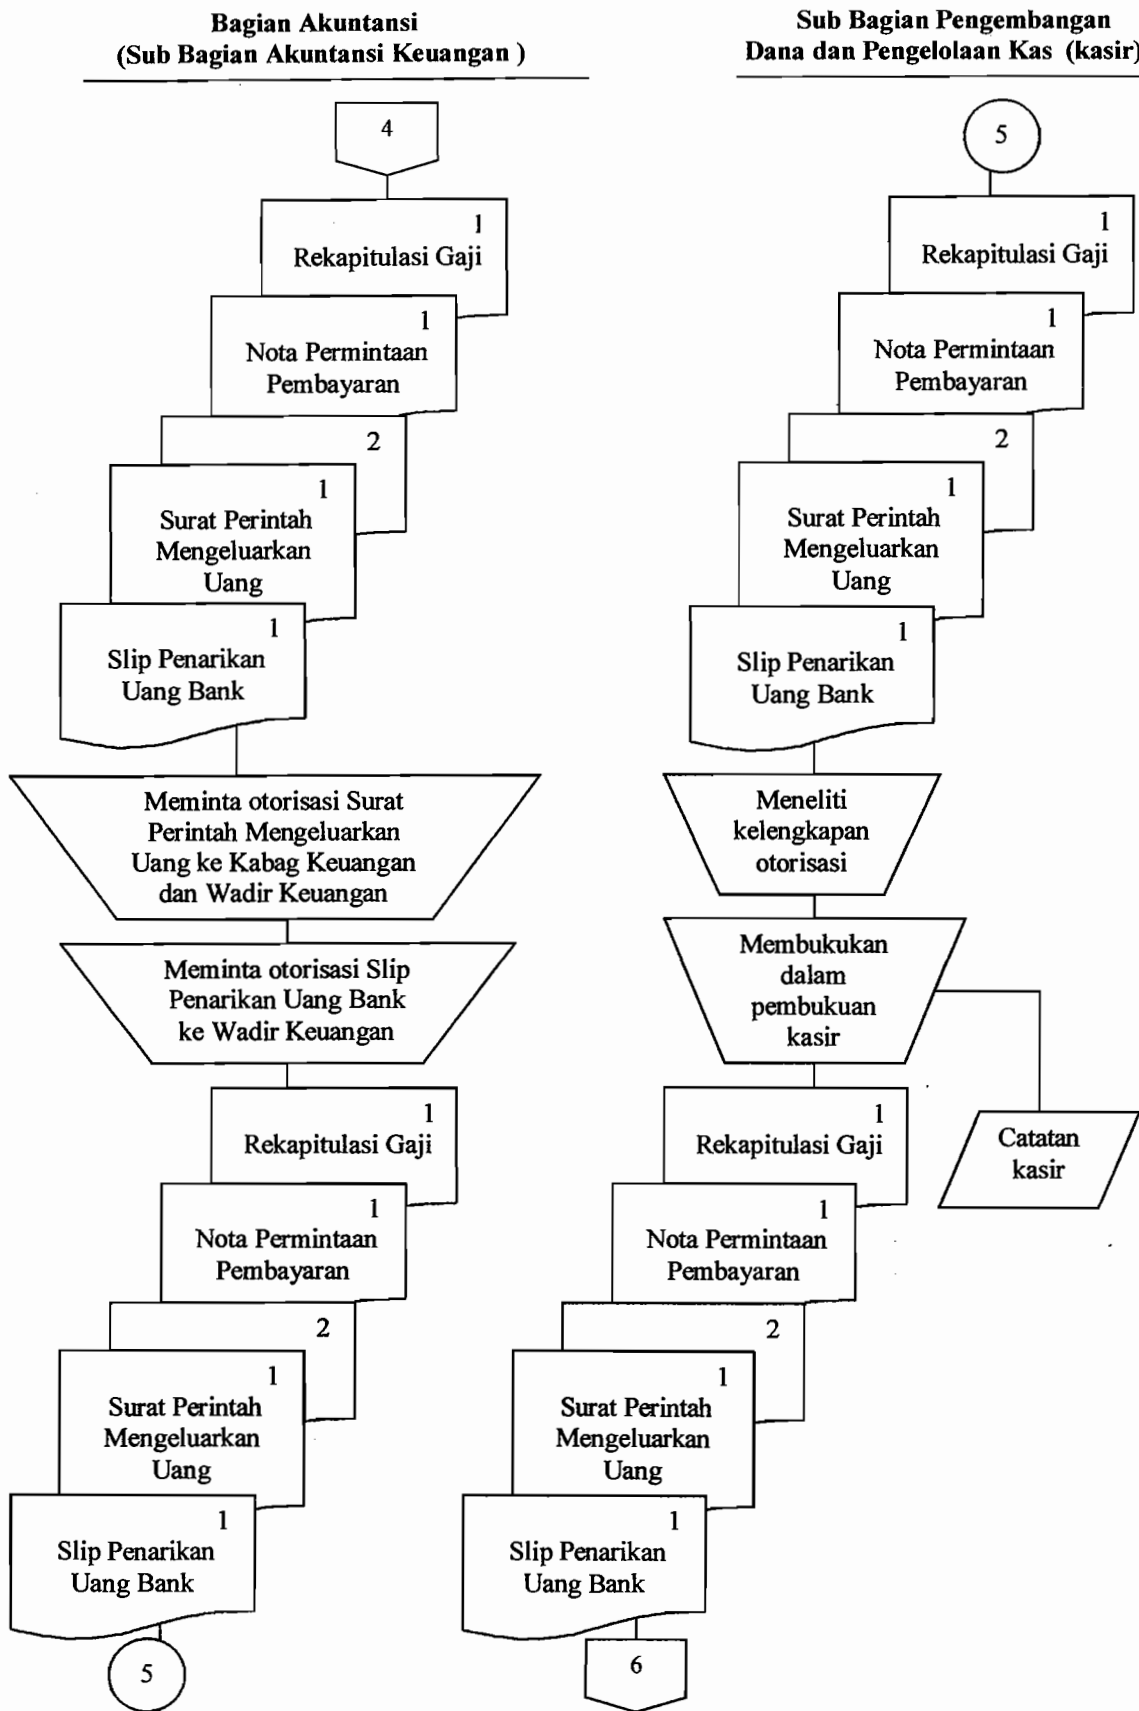 Bagian Akuntansi
(Sub Bagian Akuntansi Keuangan )
4
1
Rekapitulasi Gaji
1
Nota Permintaan
Pembayaran
2
1
Surat Perintah
Mengeluarkan
Uang
1
Slip Penarikan
Uang Bank
Meminta otorisasi Surat
Perintah Mengeluarkan
Uang ke Kabag Keuangan
dan Wadir Keuangan
Meminta otorisasi Slip
Penarikan Uang Bank
ke Wadir Keuangan
1
Rekapitulasi Gaji
1
Nota Permintaan
Pembayaran
2
1
Surat Perintah
Mengeluarkan
Uang
1
Slip Penarikan
Uang Bank
5
Sub Bagian Pengembangan
Dana dan Pengelolaan Kas (kasir)
5
1
Rekapitulasi Gaji
1
Nota Permintaan
Pembayaran
2
1
Surat Perintah
Mengeluarkan
Uang
1
Slip Penarikan
Uang Bank
Meneliti
kelengkapan
otorisasi
Membukukan
dalam
pembukuan
kasir
Catatan
kasir
1
Rekapitulasi Gaji
1
Nota Permintaan
Pembayaran
2
1
Surat Perintah
Mengeluarkan
Uang
1
Slip Penarikan
Uang Bank
6